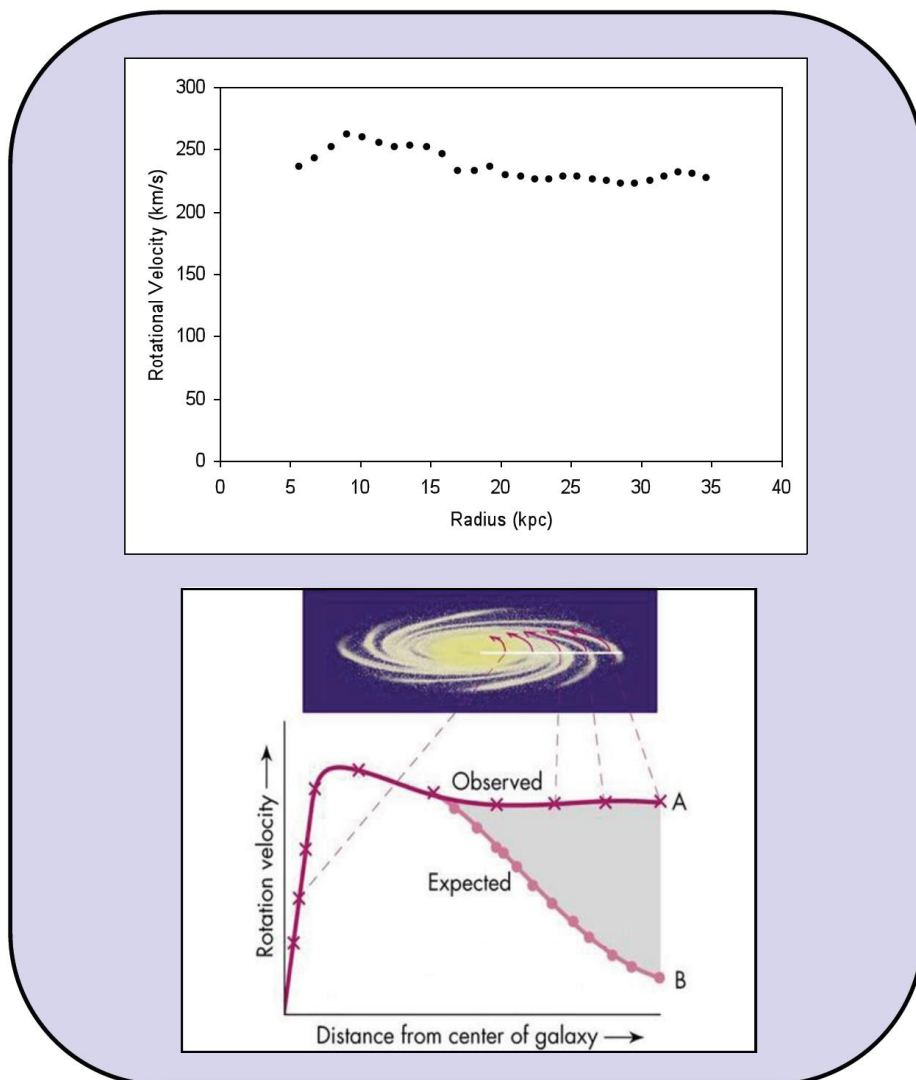 300
250
200
150
100
50
0
Rotational Velocity (km/s)
0 5 10 15 20 25 30 35 40
Radius (kpc)
Observed
A
Expected
B
Rotation velocity
Distance from center of galaxy